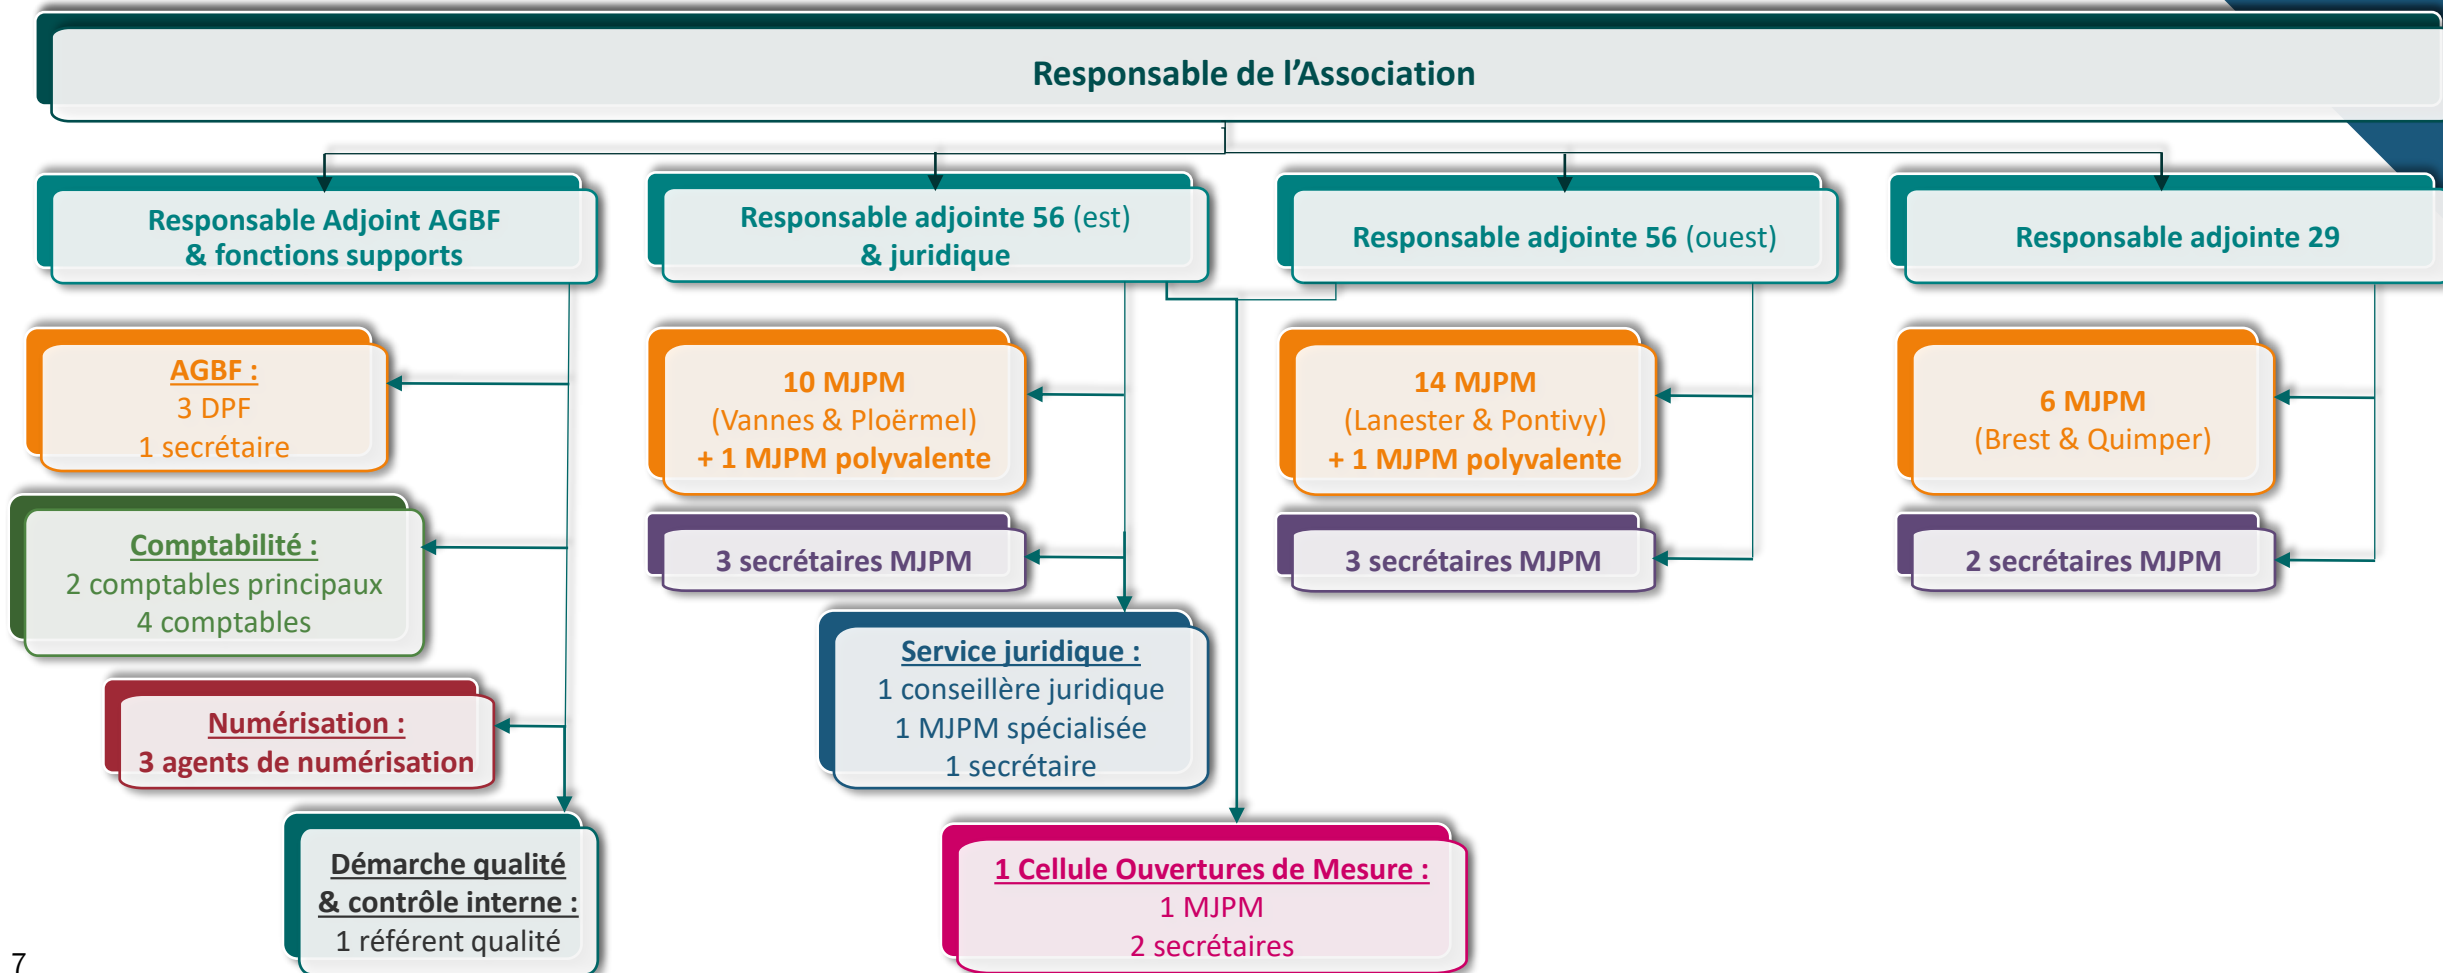 Responsable de l'Association
Responsable Adjoint AGBF
& fonctions supports
Responsable adjointe 56 (est)
& juridique
Responsable adjointe 56 (ouest)
Responsable adjointe 29
AGBF :
3 DPF
1 secrétaire
10 MJPM
(Vannes & Ploërmel)
+ 1 MJPM polyvalente
14 MJPM
(Lanester & Pontivy)
+ 1 MJPM polyvalente
6 MJPM
(Brest & Quimper)
Comptabilité :
2 comptables principaux
4 comptables
3 secrétaires MJPM
3 secrétaires MJPM
2 secrétaires MJPM
Numérisation :
3 agents de numérisation
Service juridique :
1 conseillère juridique
1 MJPM spécialisée
1 secrétaire
Démarche qualité
& contrôle interne :
1 référent qualité
1 Cellule Ouvertures de Mesure :
1 MJPM
2 secrétaires
7